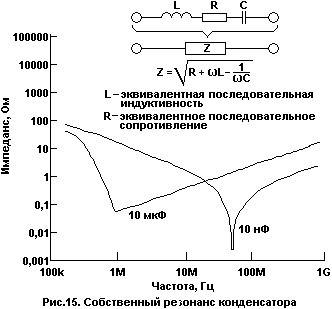 L R C
Z
Z = √R + ωL – 1/ωC
L – эквивалентная последовательная
индуктивность
R – эквивалентное последовательное
сопротивление
Импеданс, Ом
100000
10000
1000
100
10
1
0,1
0,01
0,001
10 мкФ
10 нФ
100k 1M 10M 100M 1G
Частота, Гц
Рис.15. Собственный резонанс конденсатора